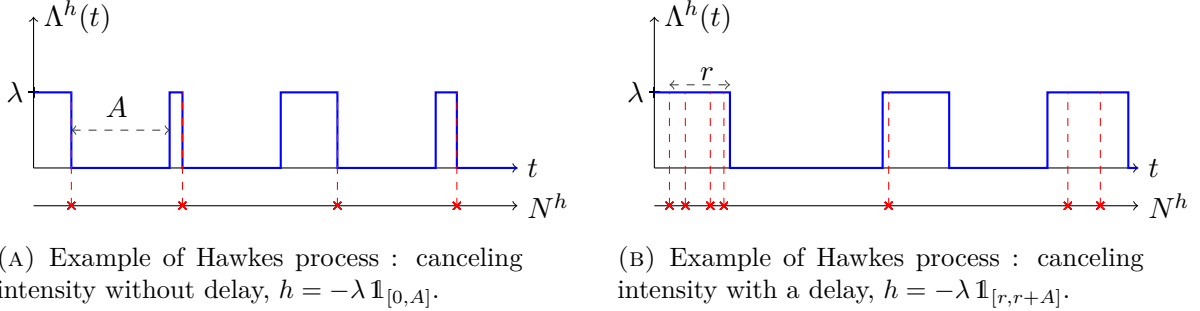 Λ^h(t)
λ
A
t
N^h
(A) Example of Hawkes process : canceling
intensity without delay, h = −λ 𝟙_{[0,A]}.
Λ^h(t)
r
λ
t
N^h
(B) Example of Hawkes process : canceling
intensity with a delay, h = −λ 𝟙_{[r,r+A]}.